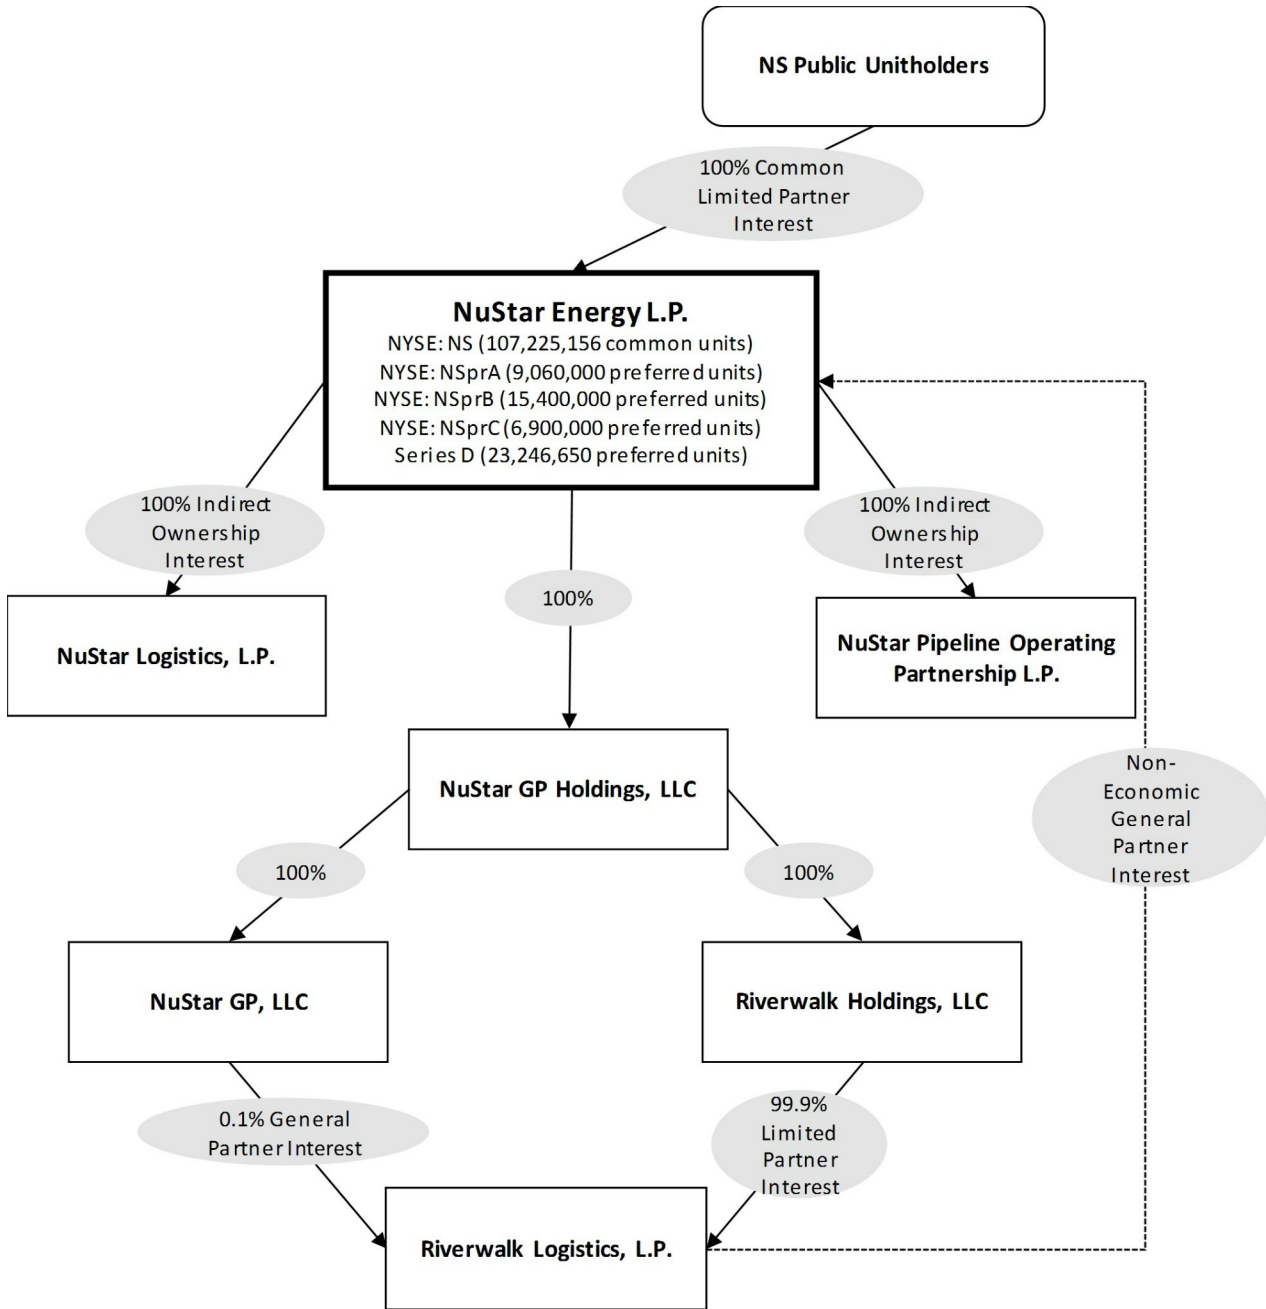 NS Public Unitholders
100% Common
Limited Partner
Interest
NuStar Energy L.P.
NYSE: NS (107,225,156 common units)
NYSE: NSprA (9,060,000 preferred units)
NYSE: NSprB (15,400,000 preferred units)
NYSE: NSprC (6,900,000 preferred units)
Series D (23,246,650 preferred units)
100% Indirect
Ownership
Interest
100%
100% Indirect
Ownership
Interest
NuStar Logistics, L.P.
NuStar Pipeline Operating
Partnership L.P.
NuStar GP Holdings, LLC
Non-
Economic
General
Partner
Interest
100%
100%
NuStar GP, LLC
Riverwalk Holdings, LLC
0.1% General
Partner Interest
99.9%
Limited
Partner
Interest
Riverwalk Logistics, L.P.